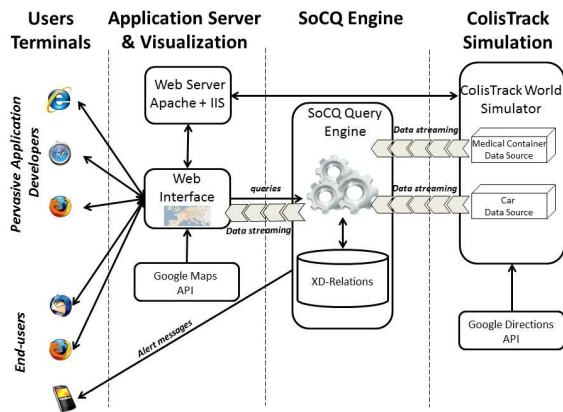 Users
Terminals
Application Server
& Visualization
SoCQ Engine
ColisTrack
Simulation
Pervasive Application
Developers
End-users
Web Server
Apache + IIS
Web
Interface
Google Maps
API
queries
Data streaming
Alert messages
SoCQ Query
Engine
XD-Relations
Data streaming
Data streaming
ColisTrack World
Simulator
Medical Container
Data Source
Car
Data Source
Google Directions
API